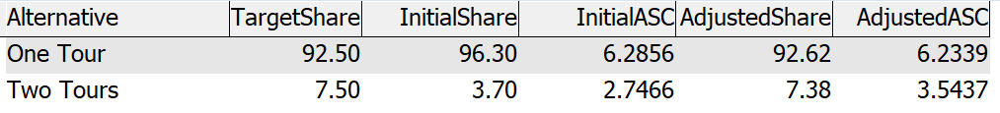 Alternative TargetShare InitialShare InitialASC AdjustedShare AdjustedASC
One Tour 92.50 96.30 6.2856 92.62 6.2339
Two Tours 7.50 3.70 2.7466 7.38 3.5437